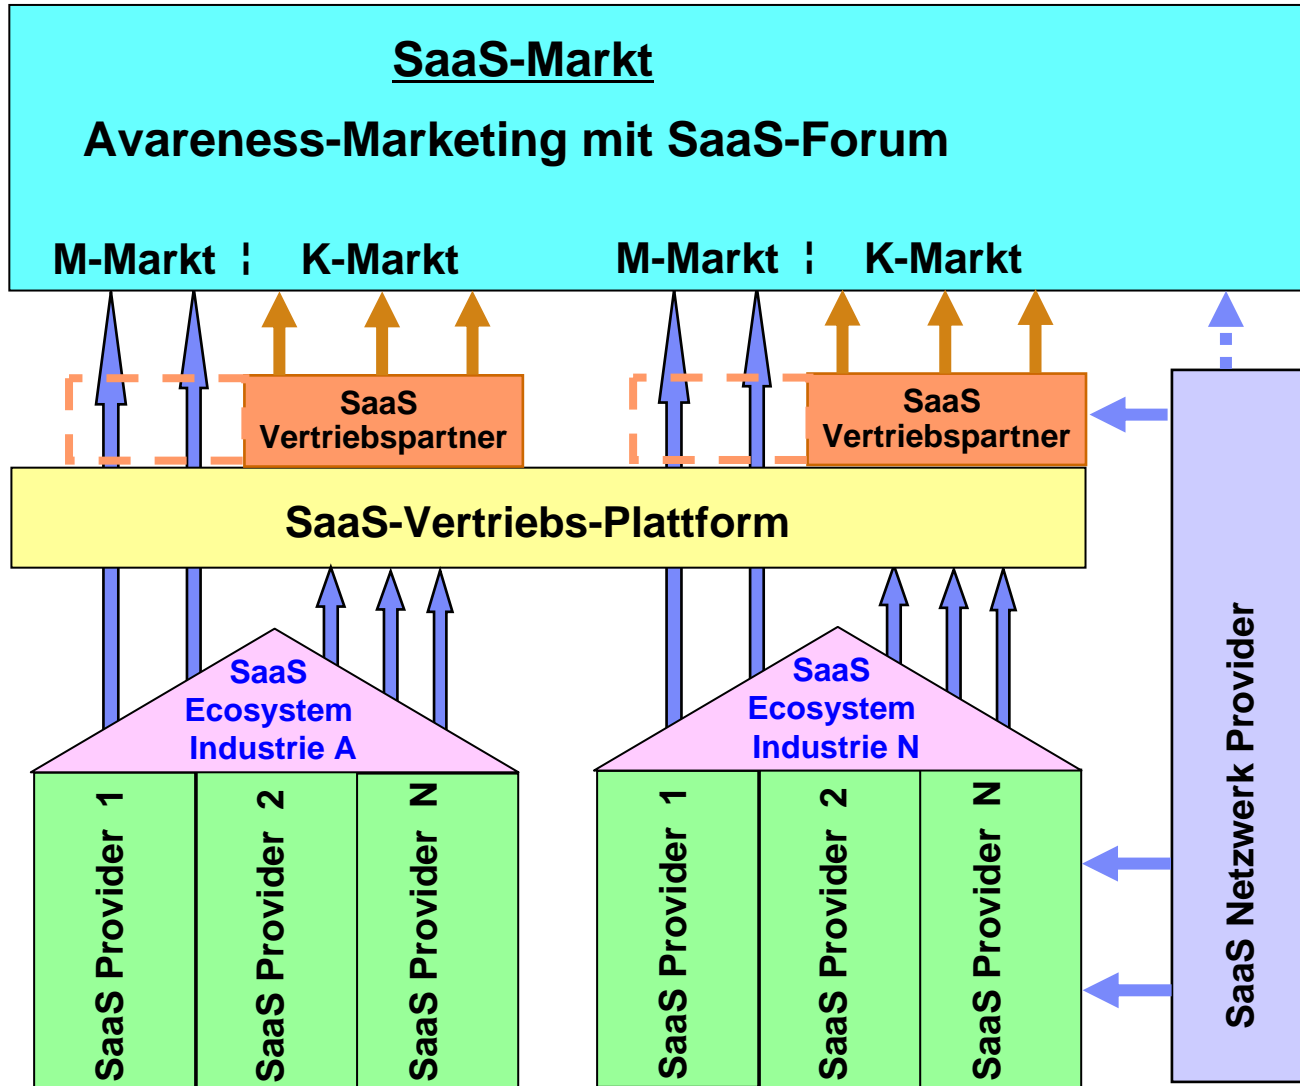 SaaS-Markt
Avareness-Marketing mit SaaS-Forum
M-Markt ¦ K-Markt
M-Markt ¦ K-Markt
SaaS
Vertriebspartner
SaaS
Vertriebspartner
SaaS-Vertriebs-Plattform
SaaS
Ecosystem
Industrie A
SaaS
Ecosystem
Industrie N
SaaS Provider 1
SaaS Provider 2
SaaS Provider N
SaaS Provider 1
SaaS Provider 2
SaaS Provider N
SaaS Netzwerk Provider